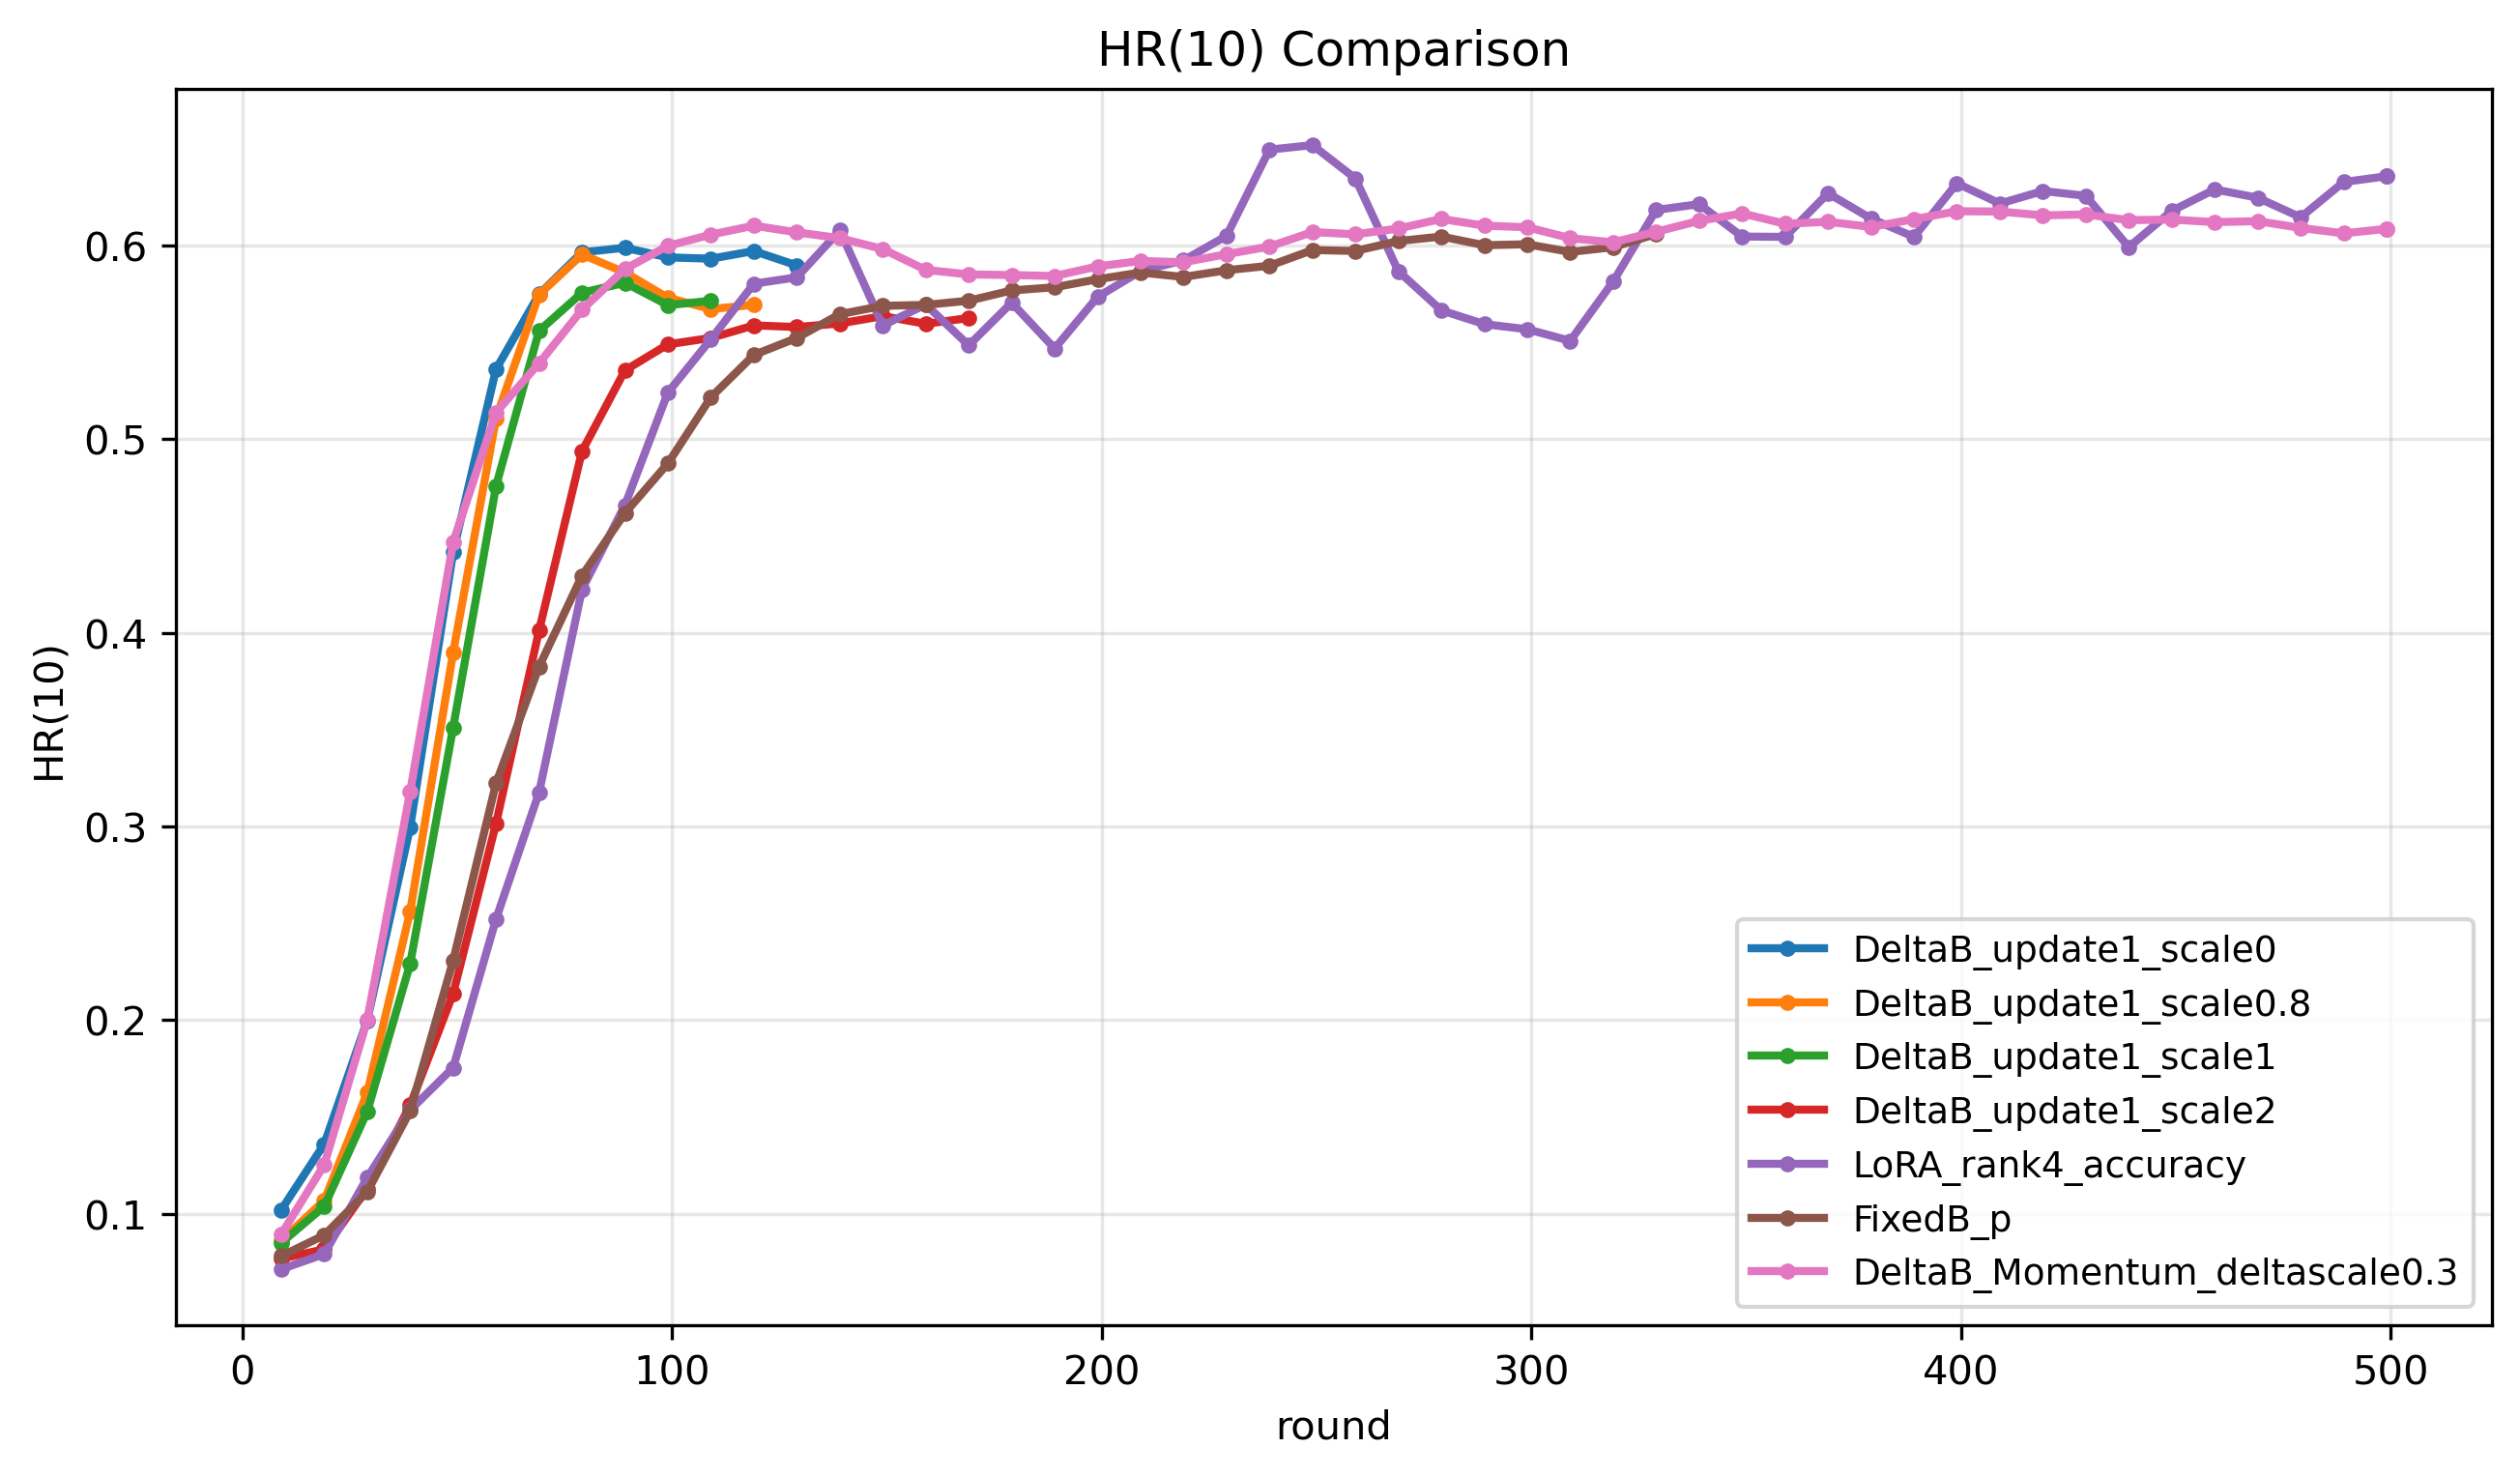 HR(10) Comparison
HR(10)
0.6
0.5
0.4
0.3
0.2
0.1
0 100 200 300 400 500
round
DeltaB_update1_scale0
DeltaB_update1_scale0.8
DeltaB_update1_scale1
DeltaB_update1_scale2
LoRA_rank4_accuracy
FixedB_p
DeltaB_Momentum_deltascale0.3